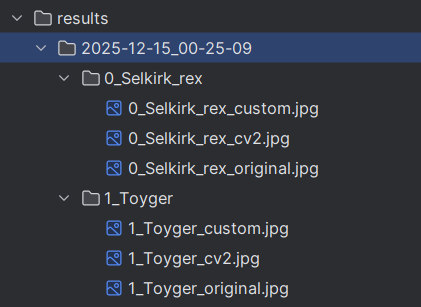 results
2025-12-15_00-25-09
0_Selkirk_rex
0_Selkirk_rex_custom.jpg
0_Selkirk_rex_cv2.jpg
0_Selkirk_rex_original.jpg
1_Toyger
1_Toyger_custom.jpg
1_Toyger_cv2.jpg
1_Toyger_original.jpg